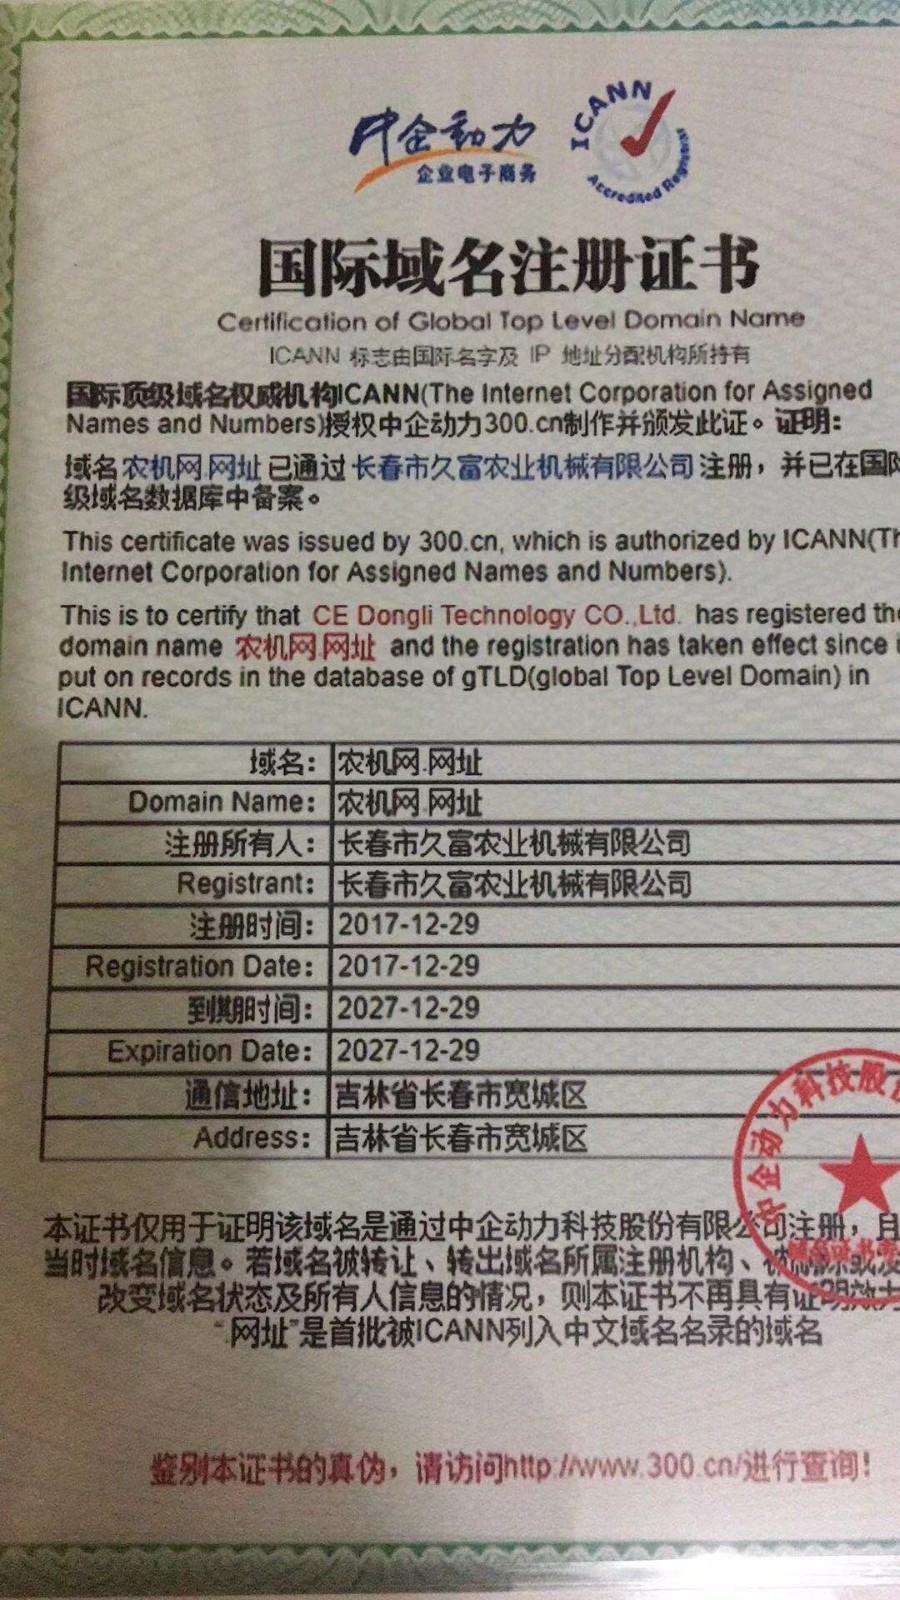 中企动力
企业电子商务
ICANN
Accredited Registrar
国际域名注册证书
Certification of Global Top Level Domain Name
ICANN 标志由国际名字及 IP 地址分配机构所持有
国际顶级域名权威机构ICANN(The Internet Corporation for Assigned
Names and Numbers)授权中企动力300.cn制作并颁发此证。证明:
域名 农机网.网址 已通过 长春市久富农业机械有限公司 注册，并已在国际
级域名数据库中备案。
This certificate was issued by 300.cn, which is authorized by ICANN(Th
Internet Corporation for Assigned Names and Numbers).
This is to certify that CE Dongli Technology CO.,Ltd. has registered the
domain name 农机网.网址 and the registration has taken effect since i
put on records in the database of gTLD(global Top Level Domain) in
ICANN.
域名: 农机网.网址
Domain Name: 农机网.网址
注册所有人: 长春市久富农业机械有限公司
Registrant: 长春市久富农业机械有限公司
注册时间: 2017-12-29
Registration Date: 2017-12-29
到期时间: 2027-12-29
Expiration Date: 2027-12-29
通信地址: 吉林省长春市宽城区
Address: 吉林省长春市宽城区
中企动力科技股
本证书仅用于证明该域名是通过中企动力科技股份有限公司注册，且
当时域名信息。若域名被转让、转出域名所属注册机构、
改变域名状态及所有人信息的情况，则本证书不再具有证明效力
“.网址”是首批被ICANN列入中文域名名录的域名
鉴别本证书的真伪，请访问http://www.300.cn/进行查询!